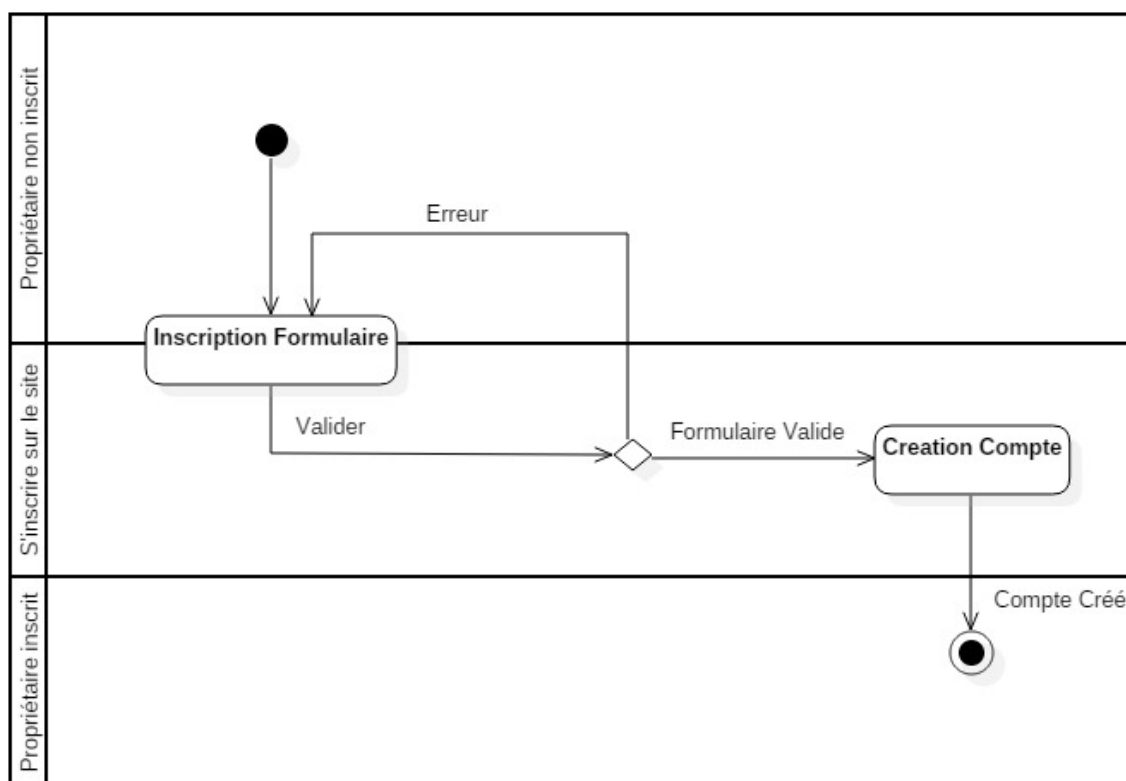 Propriétaire non inscrit
Erreur
Inscription Formulaire
S'inscrire sur le site
Valider
Formulaire Valide
Creation Compte
Propriétaire inscrit
Compte Créé